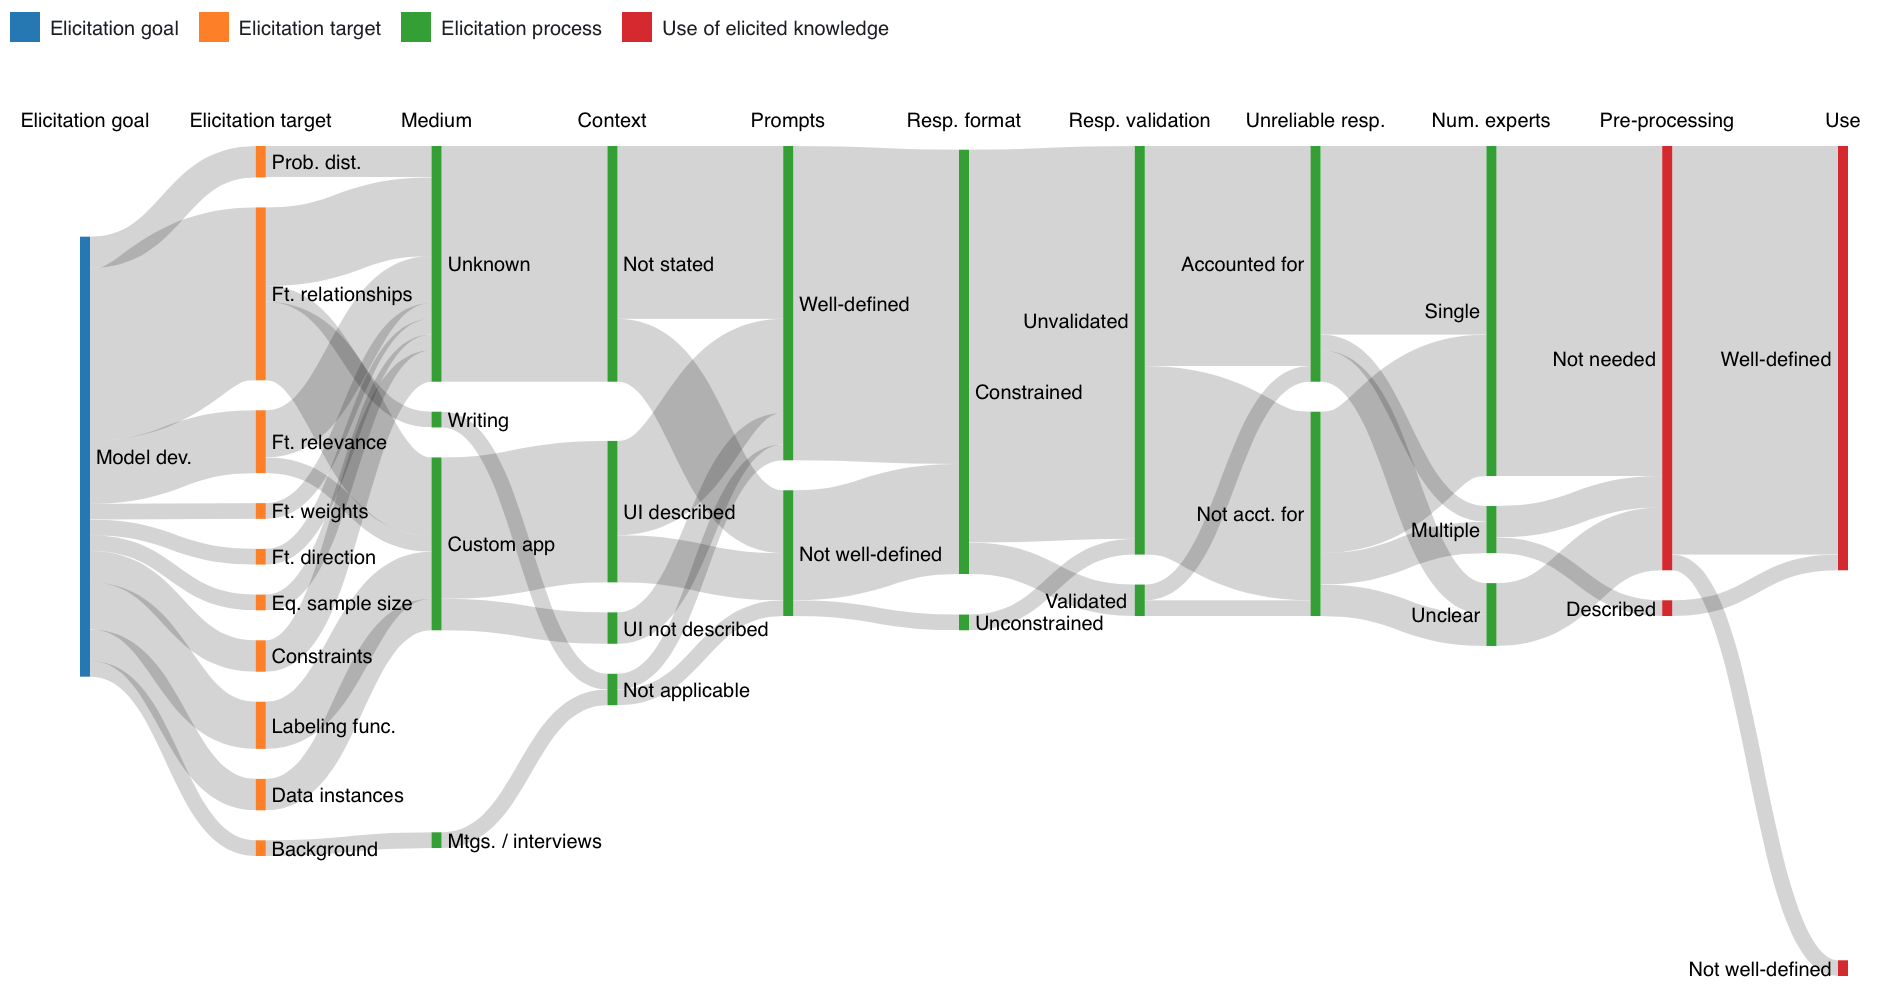 Elicitation goal
Elicitation target
Elicitation process
Use of elicited knowledge
Elicitation goal
Elicitation target
Medium
Context
Prompts
Resp. format
Resp. validation
Unreliable resp.
Num. experts
Pre-processing
Use
Model dev.
Prob. dist.
Ft. relationships
Ft. relevance
Ft. weights
Ft. direction
Eq. sample size
Constraints
Labeling func.
Data instances
Background
Unknown
Writing
Custom app
Mtgs. / interviews
Not stated
UI described
UI not described
Not applicable
Well-defined
Not well-defined
Constrained
Unconstrained
Unvalidated
Validated
Accounted for
Not acct. for
Single
Multiple
Unclear
Not needed
Described
Well-defined
Not well-defined